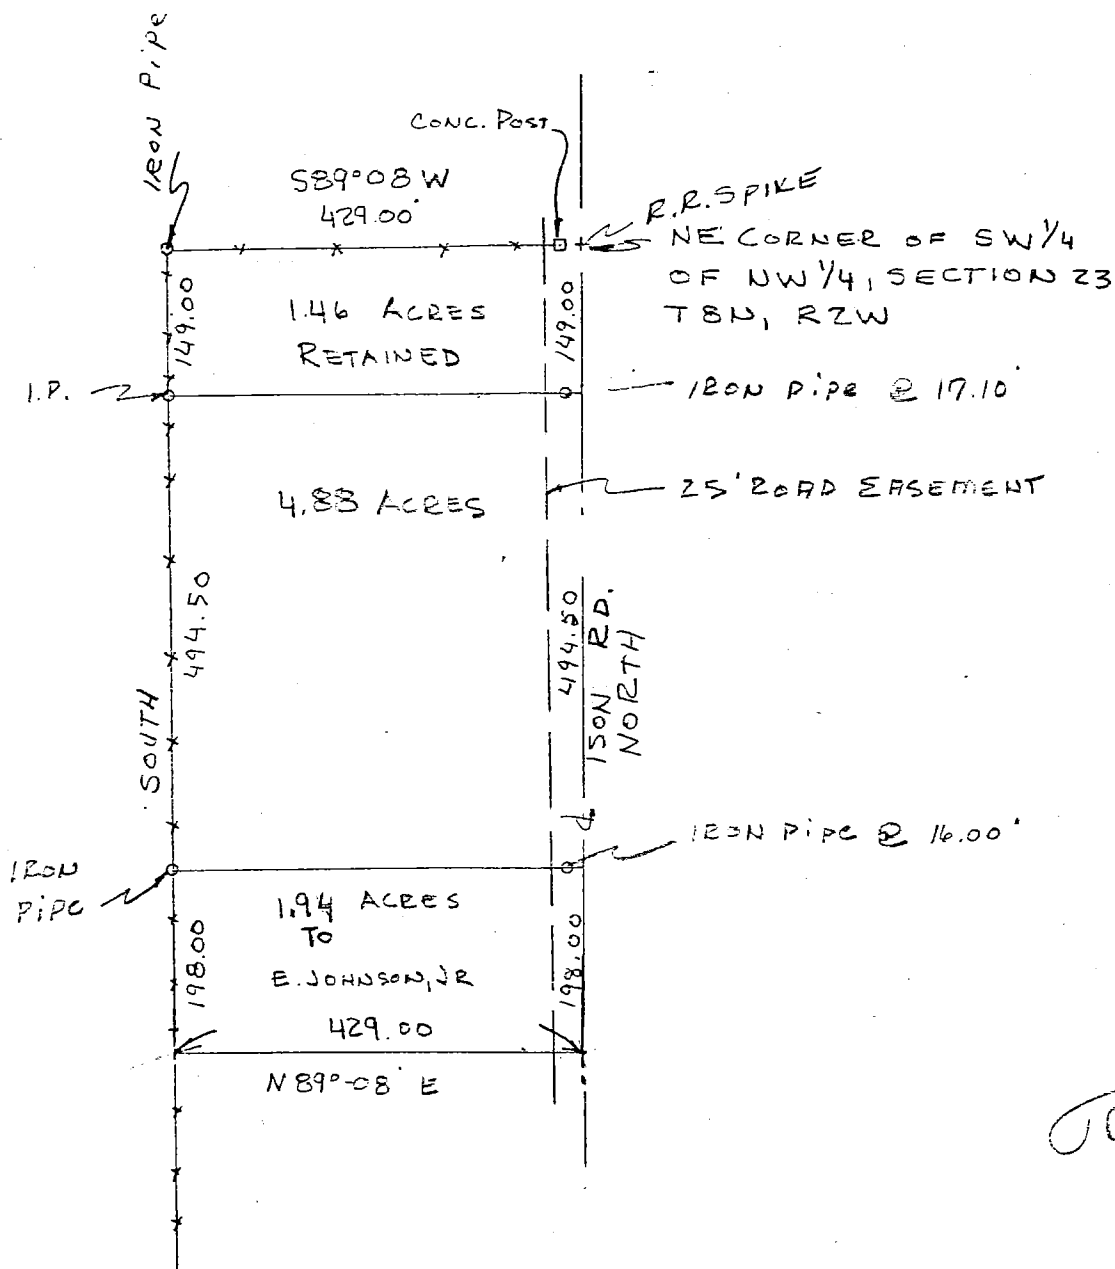 IRON PIPE
CONC. POST
S89°08 W
429.00'
R.R. SPIKE
NE CORNER OF SW 1/4
OF NW 1/4, SECTION 23
T8N, R2W
149.00
1.46 ACRES
RETAINED
149.00
I.P.
IRON PIPE @ 17.10'
4.88 ACRES
25' ROAD EASEMENT
494.50
494.50
ISON RD.
NORTH
SOUTH
IRON PIPE @ 16.00'
IRON
PIPE
1.94 ACRES
TO
E. JOHNSON, JR
198.00
198.00
429.00
N 89°-08' E